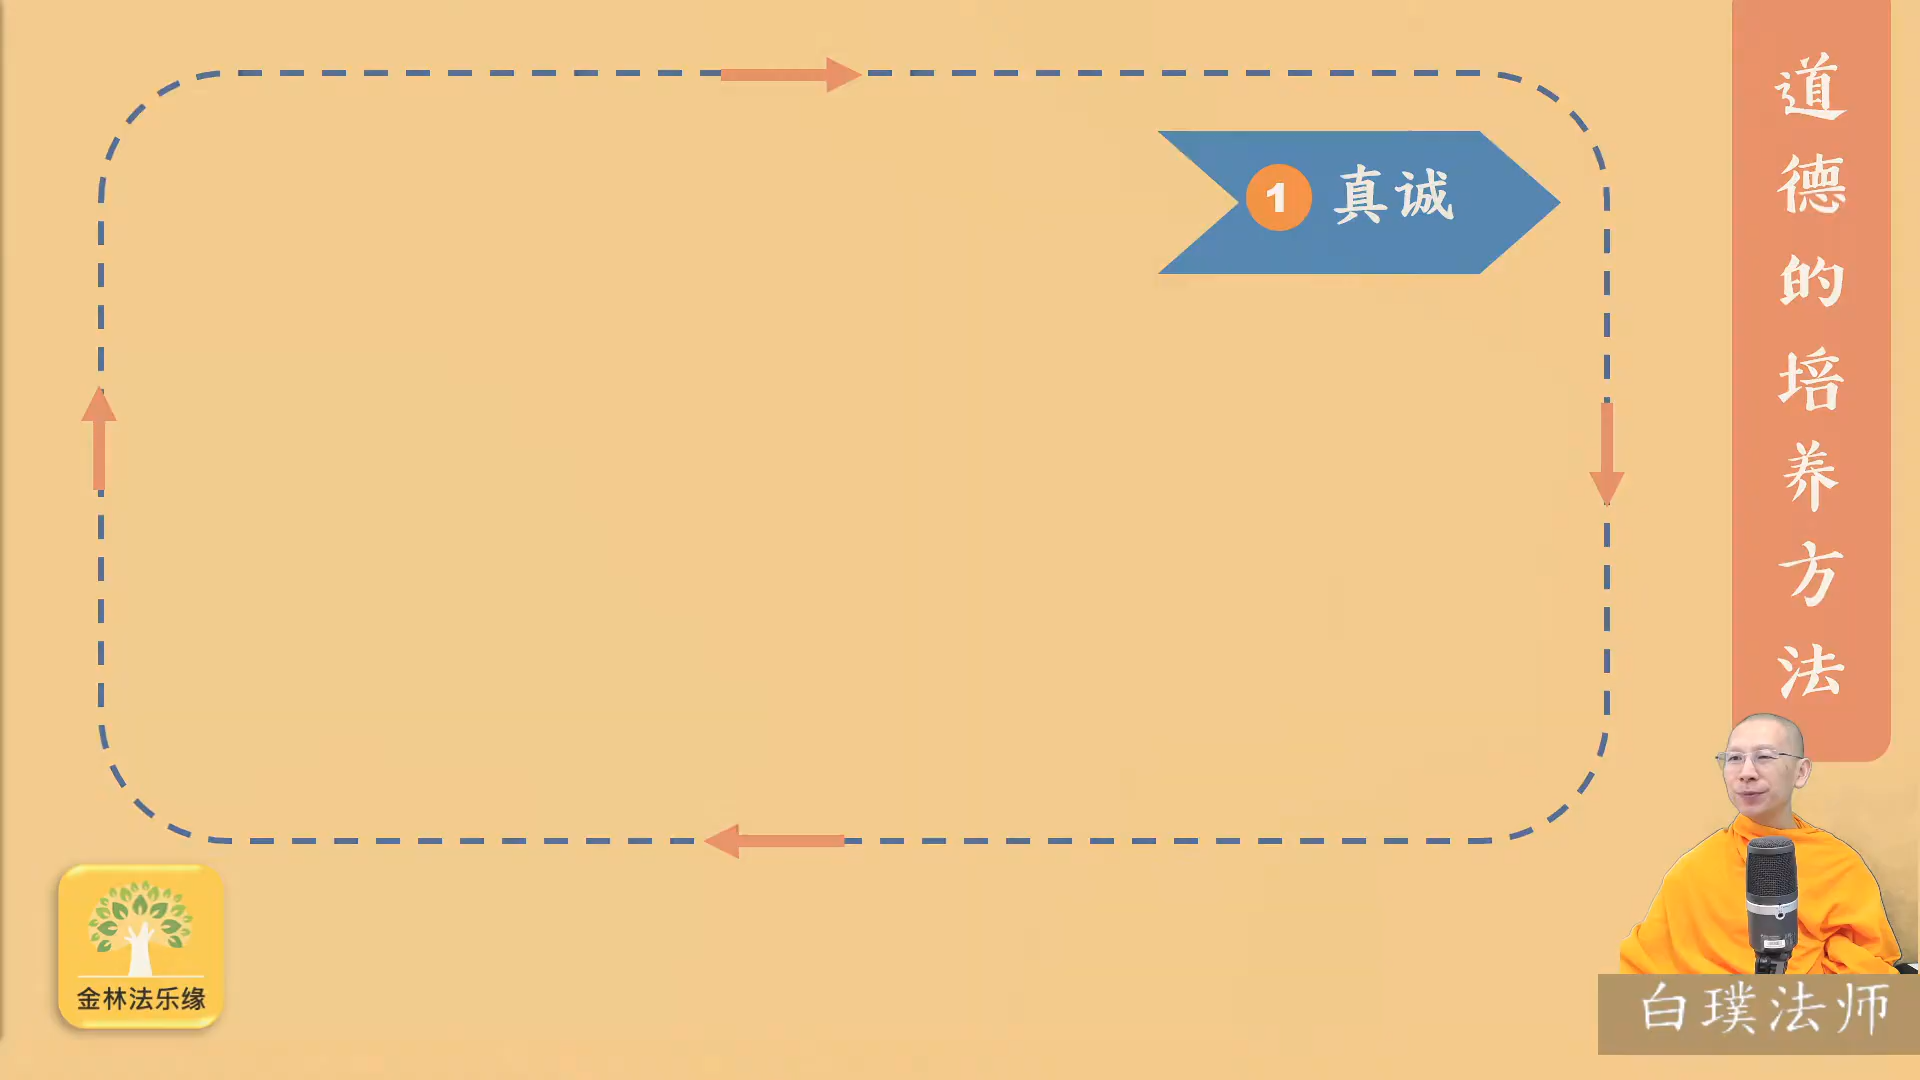 道德的培养方法
1 真诚
金林法乐缘
白璞法师